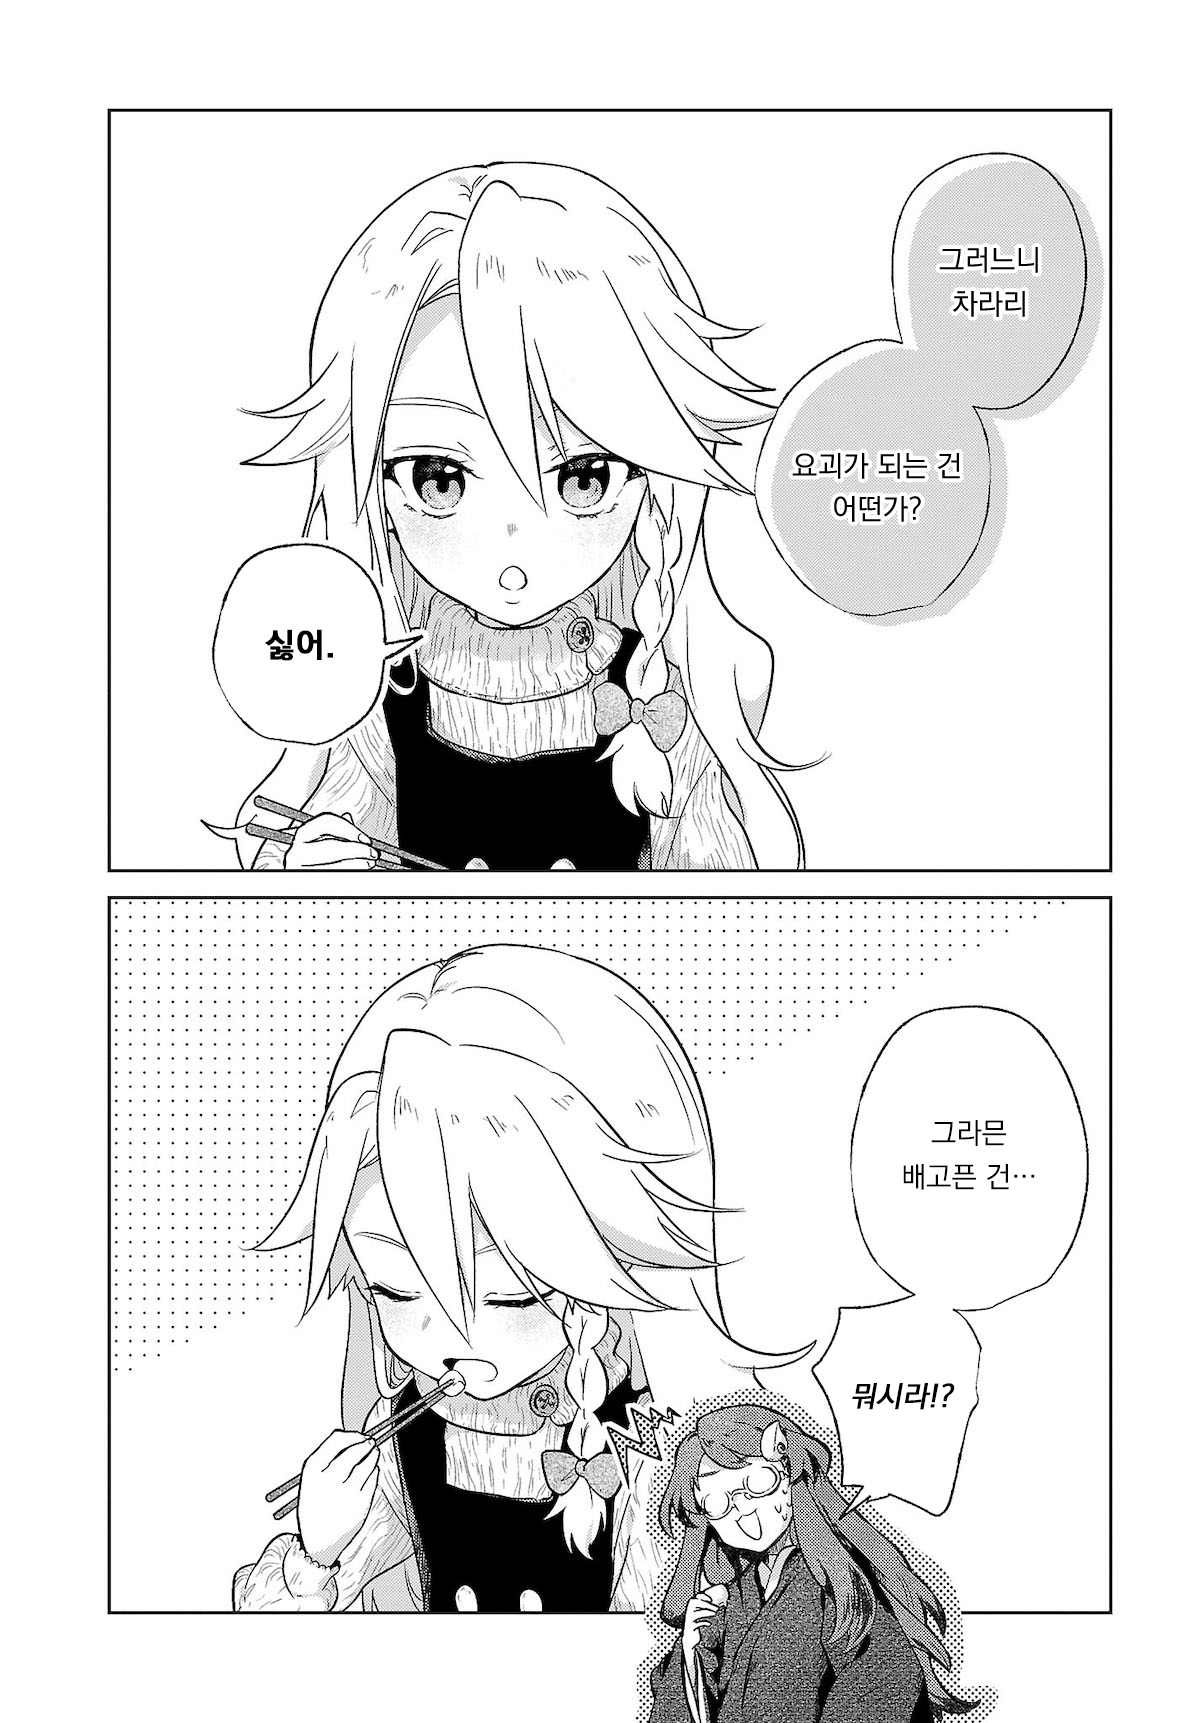 그러느니
차라리
요괴가 되는 건
어떤가?
싫어.
그라믄
배고픈 건…
뭐시라!?